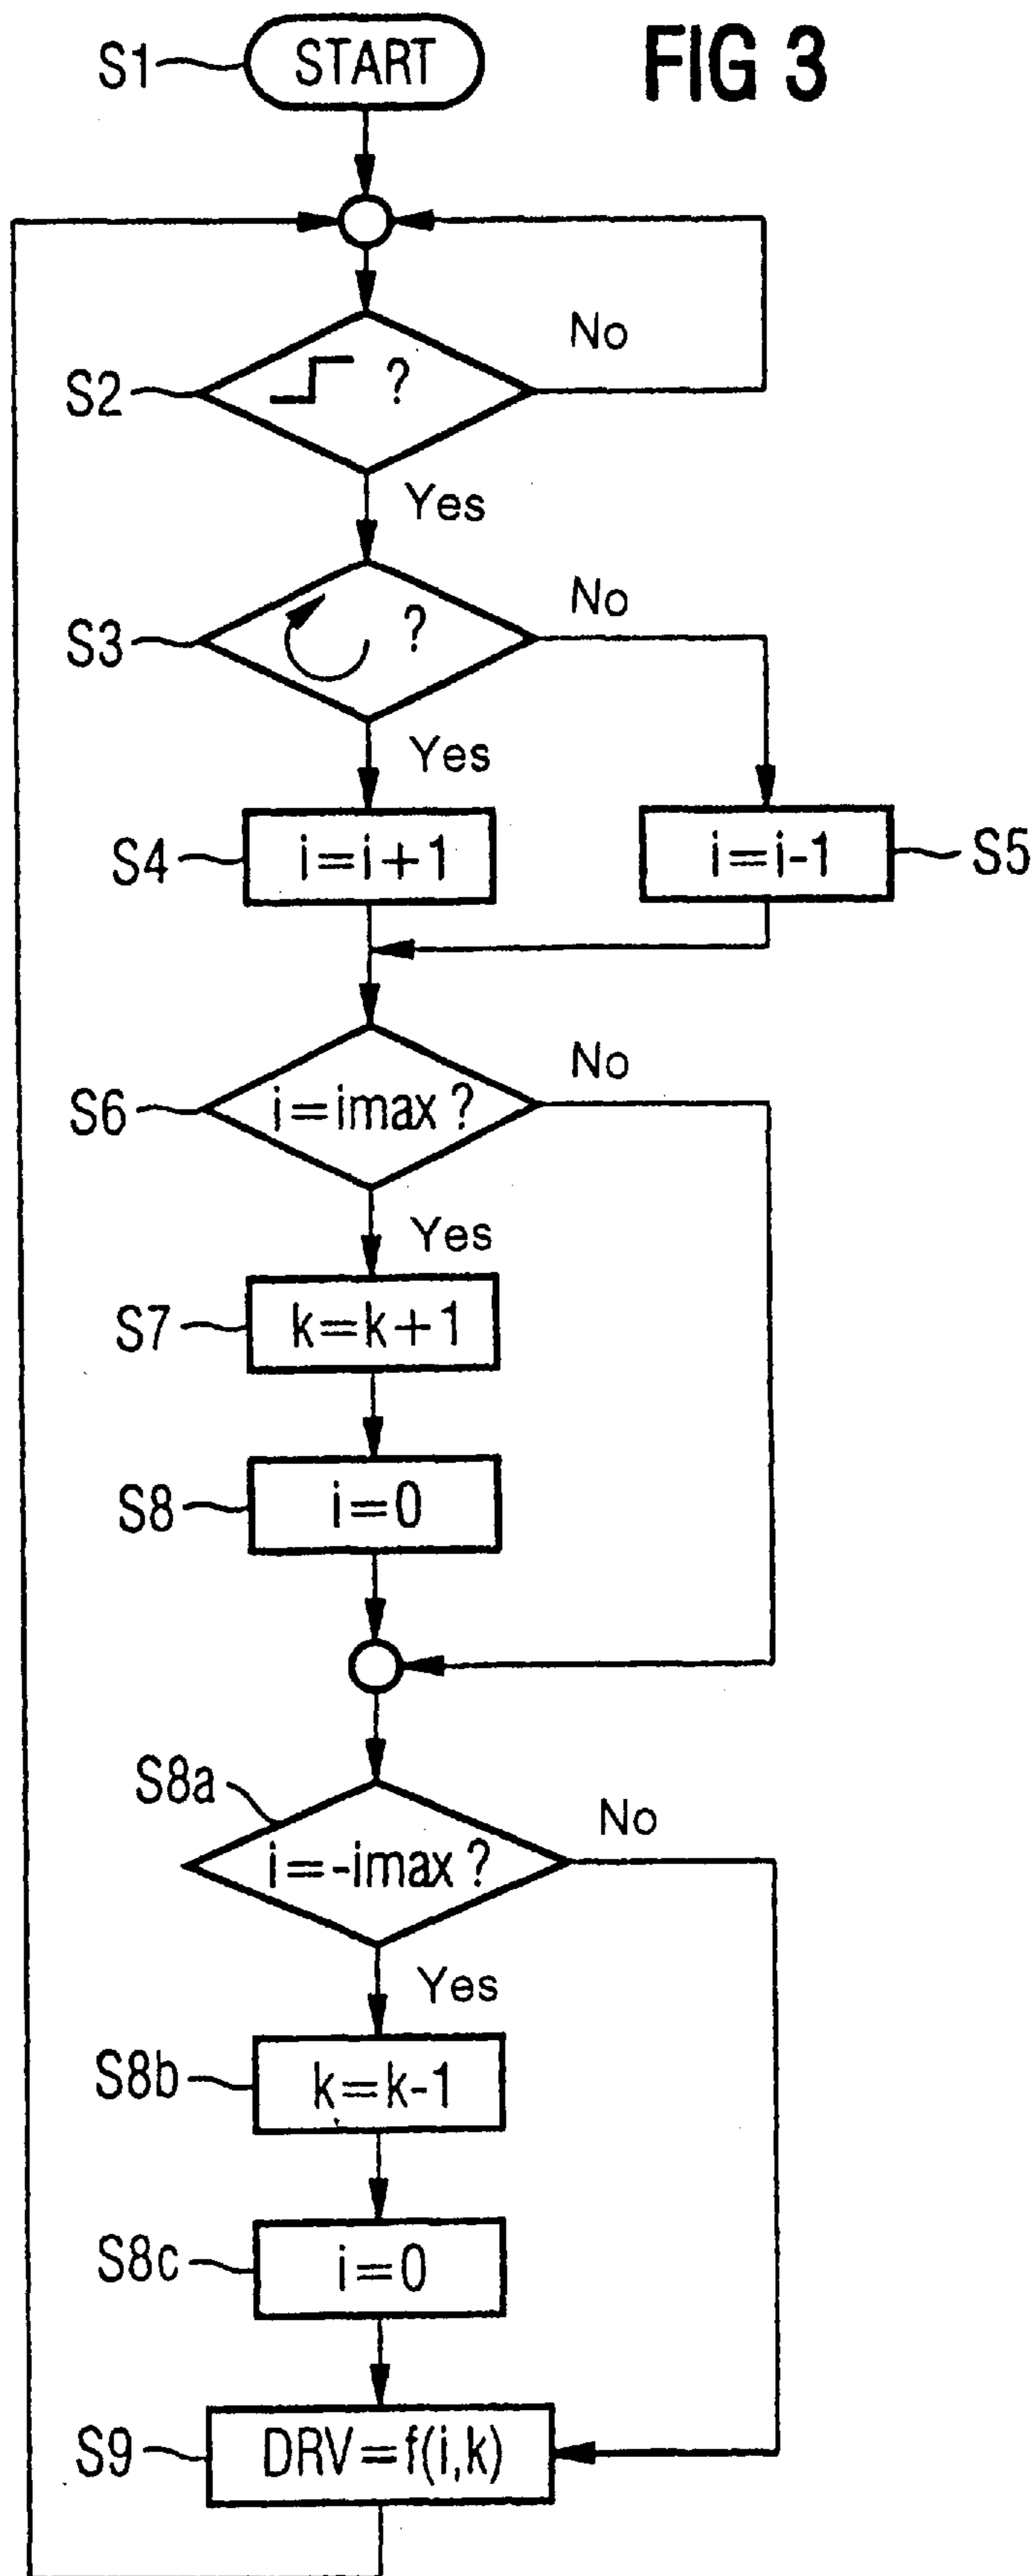 FIG 3
S1
START
No
S2
?
Yes
No
S3
?
Yes
S4
i=i+1
i=i-1
S5
No
S6
i=imax ?
Yes
S7
k=k+1
S8
i=0
S8a
No
i=-imax ?
Yes
S8b
k=k-1
S8c
i=0
S9
DRV=f(i,k)